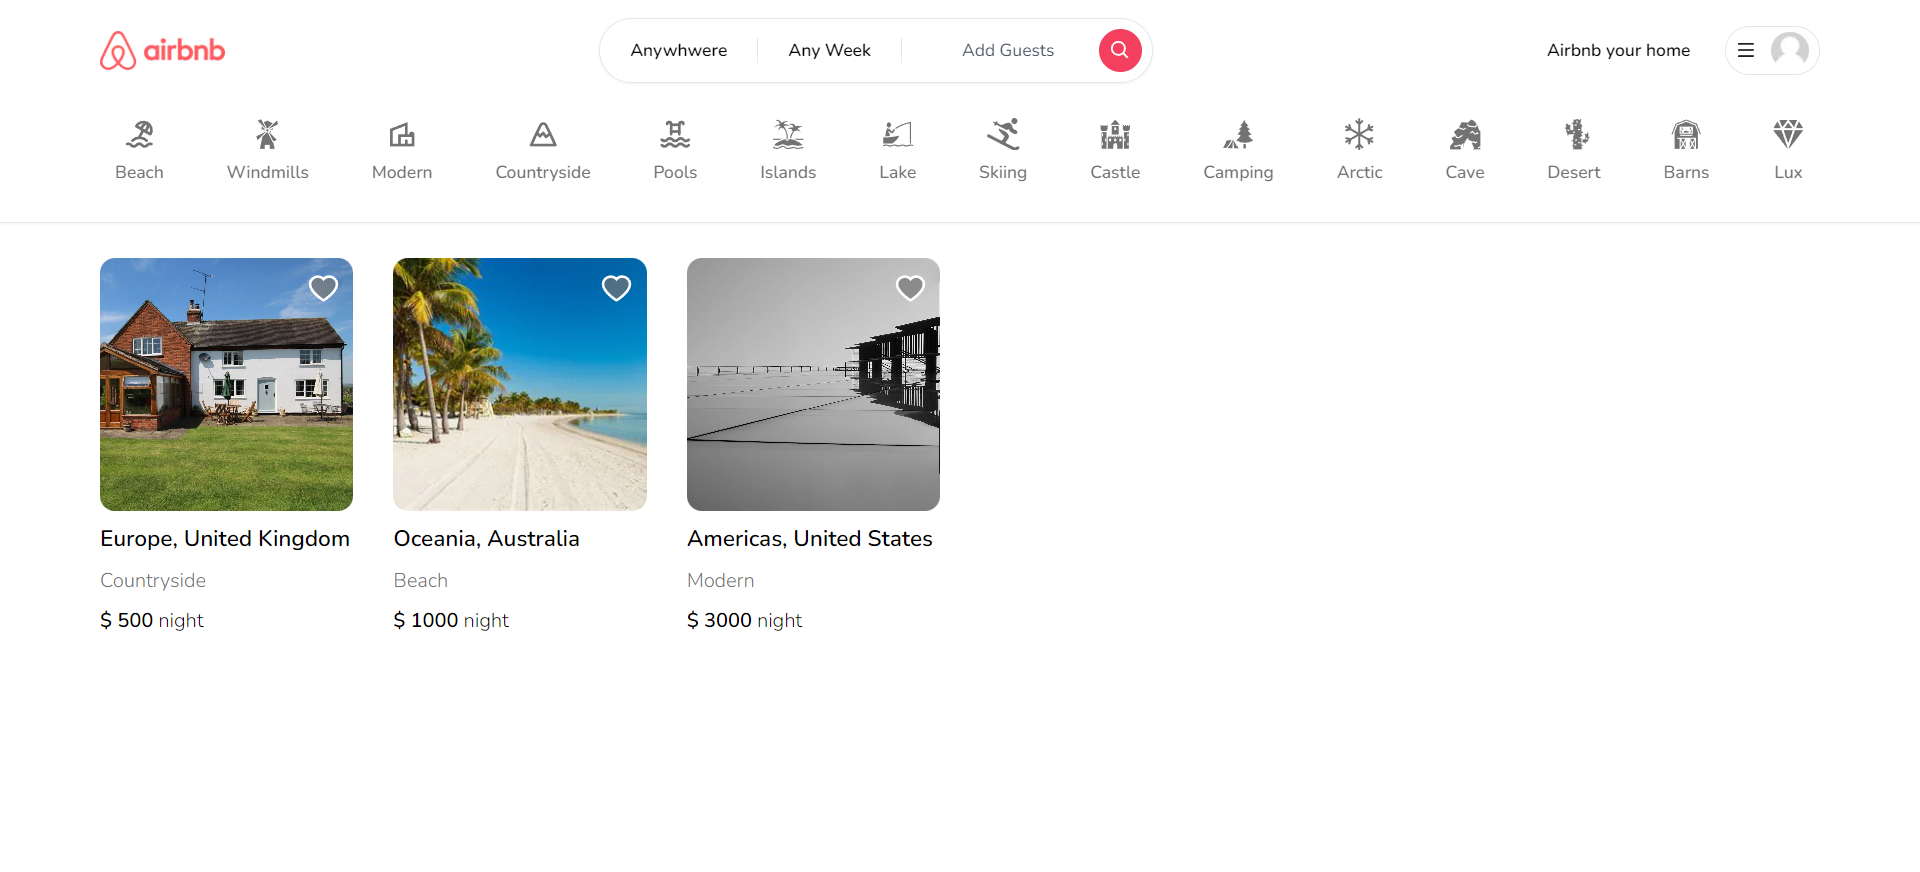 airbnb
Anywhwere
Any Week
Add Guests
Airbnb your home
Beach
Windmills
Modern
Countryside
Pools
Islands
Lake
Skiing
Castle
Camping
Arctic
Cave
Desert
Barns
Lux
Europe, United Kingdom
Countryside
$ 500 night
Oceania, Australia
Beach
$ 1000 night
Americas, United States
Modern
$ 3000 night